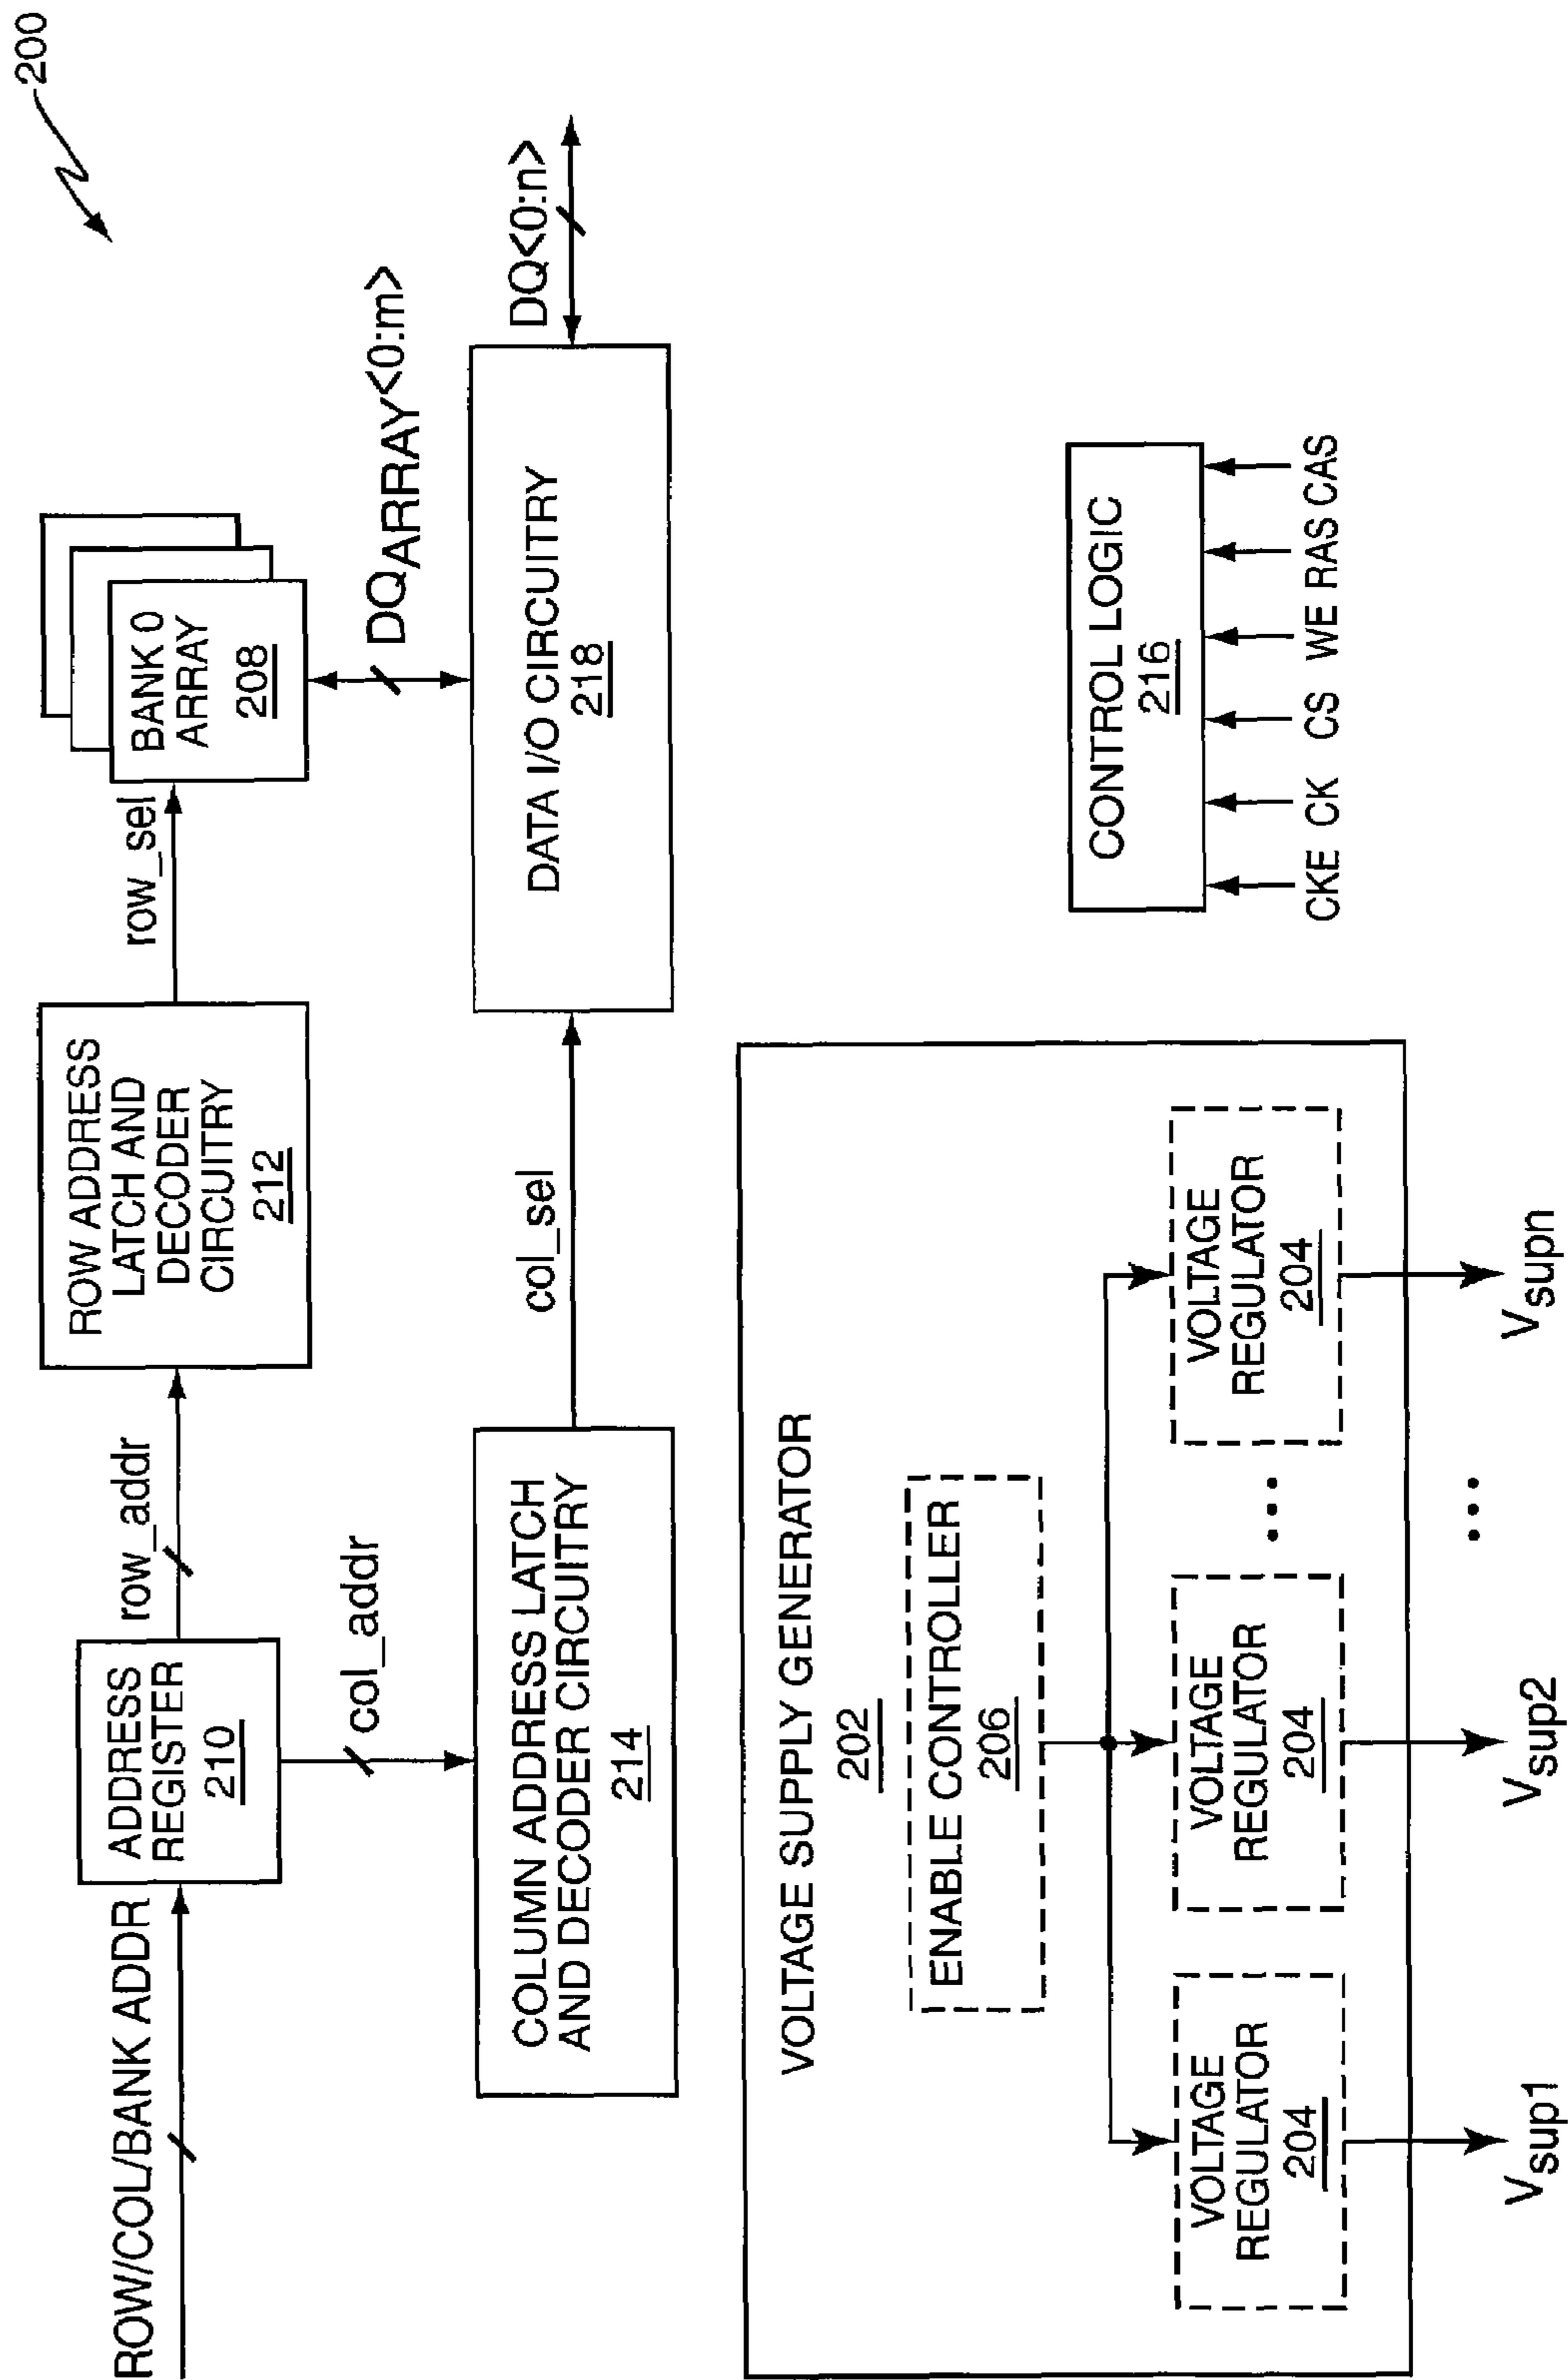 200
ROW/COL/BANK ADDR
ADDRESS
REGISTER
210
row_addr
ROW ADDRESS
LATCH AND
DECODER
CIRCUITRY
212
row_sel
BANK 0
ARRAY
208
col_addr
DQARRAY<0:m>
COLUMN ADDRESS LATCH
AND DECODER CIRCUITRY
214
col_sel
DATA I/O CIRCUITRY
218
DQ<0:n>
VOLTAGE SUPPLY GENERATOR
202
ENABLE CONTROLLER
206
VOLTAGE
REGULATOR
204
VOLTAGE
REGULATOR
204
...
VOLTAGE
REGULATOR
204
Vsup1
Vsup2
...
Vsupn
CONTROL LOGIC
216
CKE CK CS WE RAS CAS